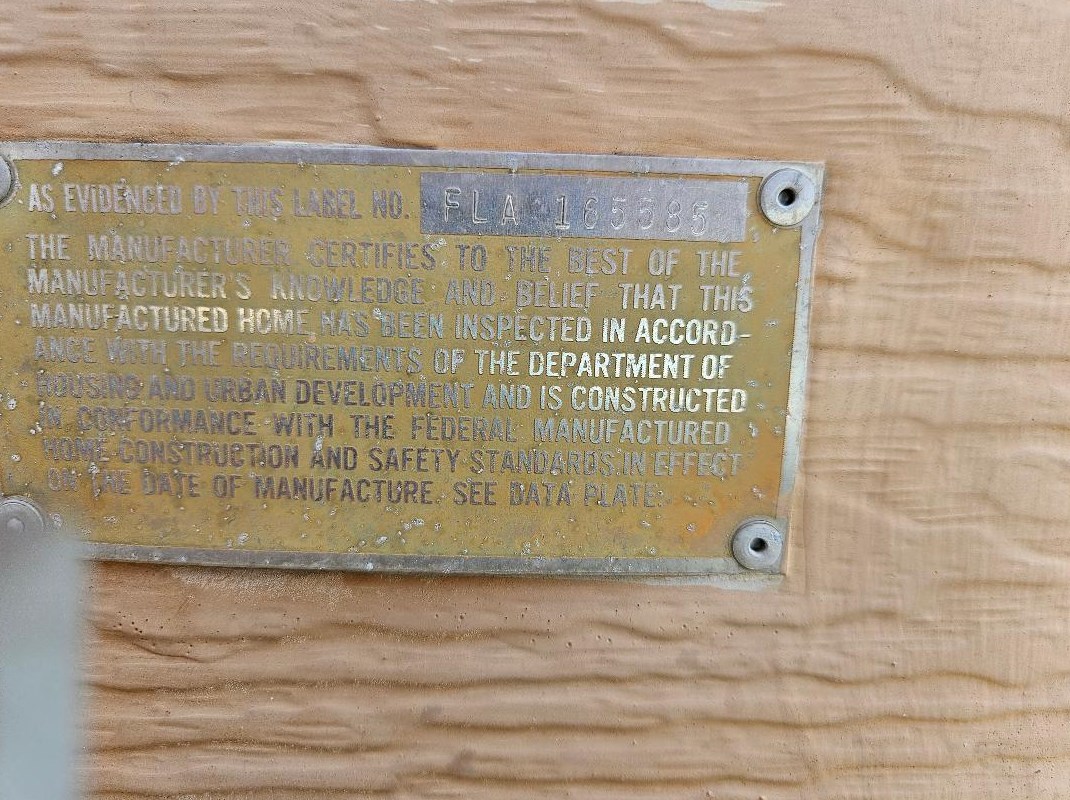 AS EVIDENCED BY THIS LABEL NO. FLA 165585
THE MANUFACTURER CERTIFIES TO THE BEST OF THE
MANUFACTURER'S KNOWLEDGE AND BELIEF THAT THIS
MANUFACTURED HOME HAS BEEN INSPECTED IN ACCORD-
ANCE WITH THE REQUIREMENTS OF THE DEPARTMENT OF
HOUSING AND URBAN DEVELOPMENT AND IS CONSTRUCTED
IN CONFORMANCE WITH THE FEDERAL MANUFACTURED
HOME CONSTRUCTION AND SAFETY STANDARDS IN EFFECT
ON THE DATE OF MANUFACTURE. SEE DATA PLATE.